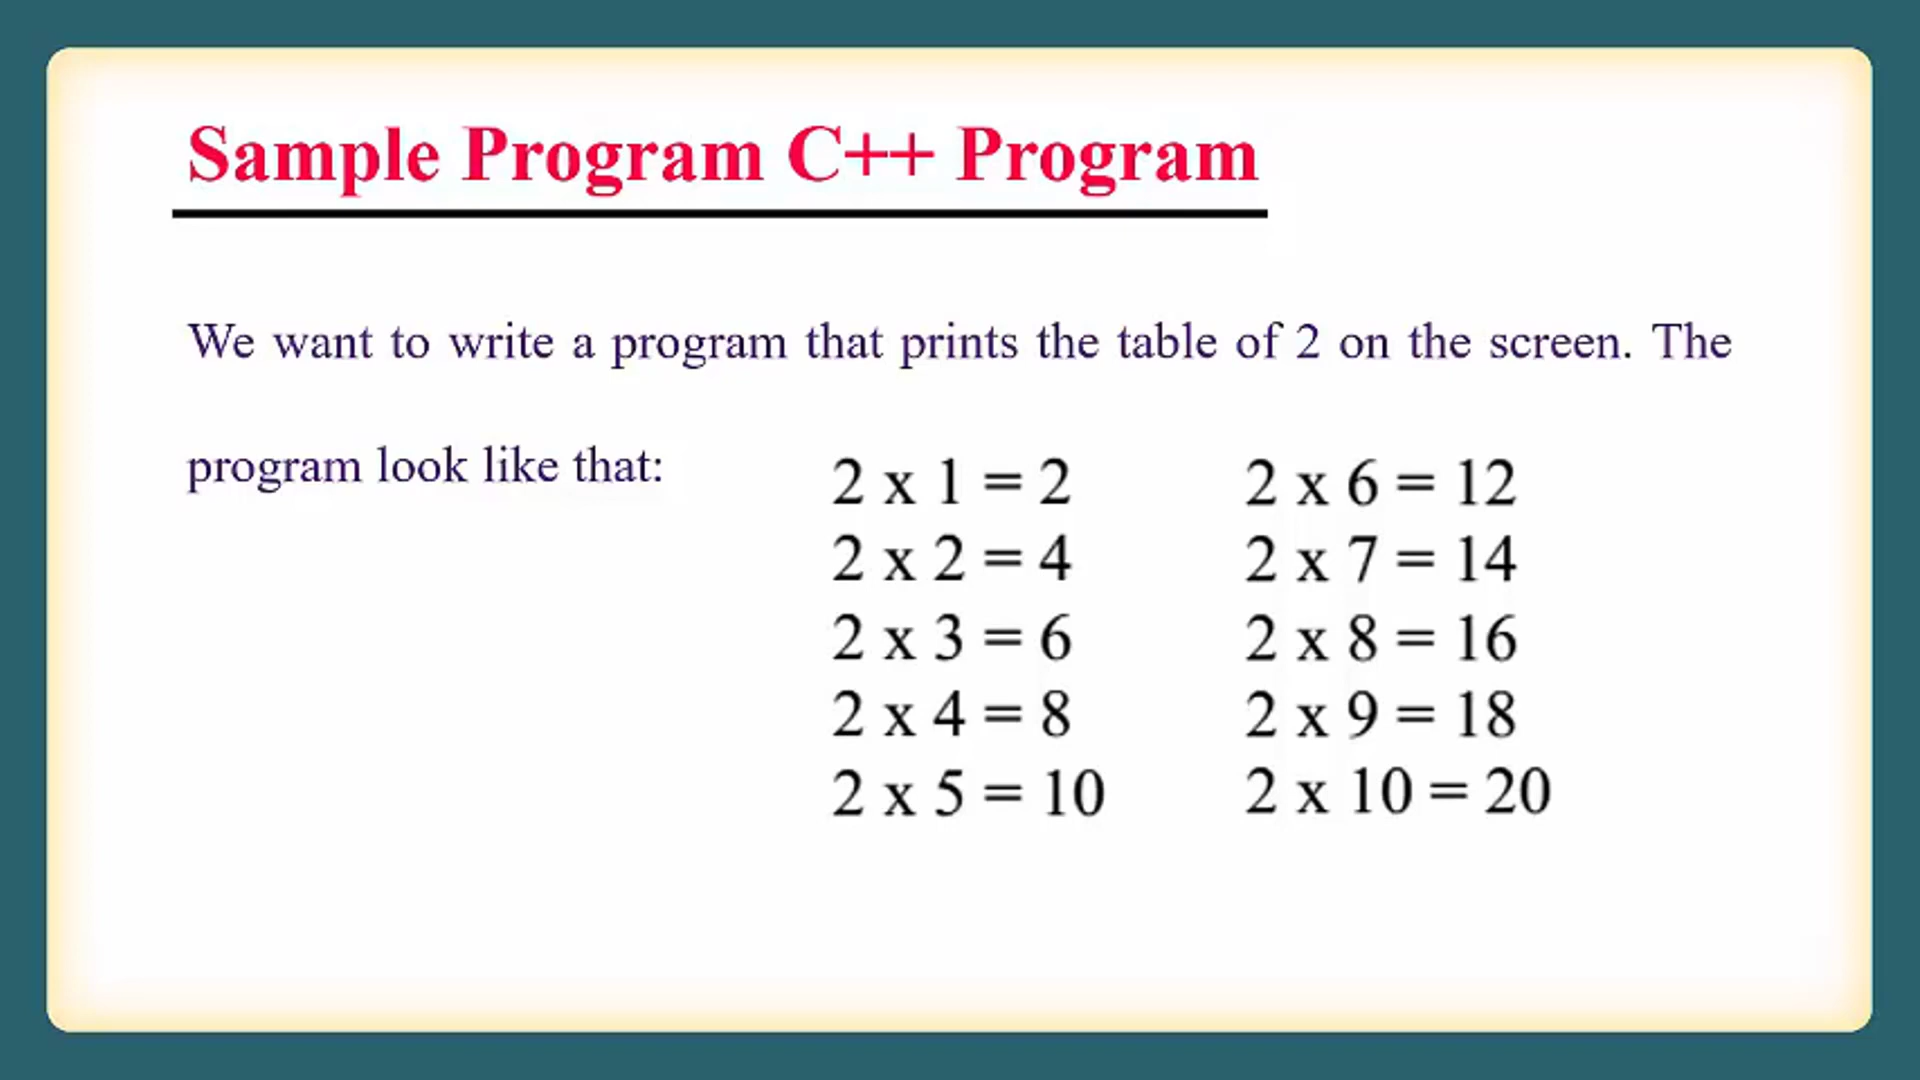 Sample Program C++ Program
We want to write a program that prints the table of 2 on the screen. The
program look like that:
2 x 1 = 2
2 x 2 = 4
2 x 3 = 6
2 x 4 = 8
2 x 5 = 10
2 x 6 = 12
2 x 7 = 14
2 x 8 = 16
2 x 9 = 18
2 x 10 = 20